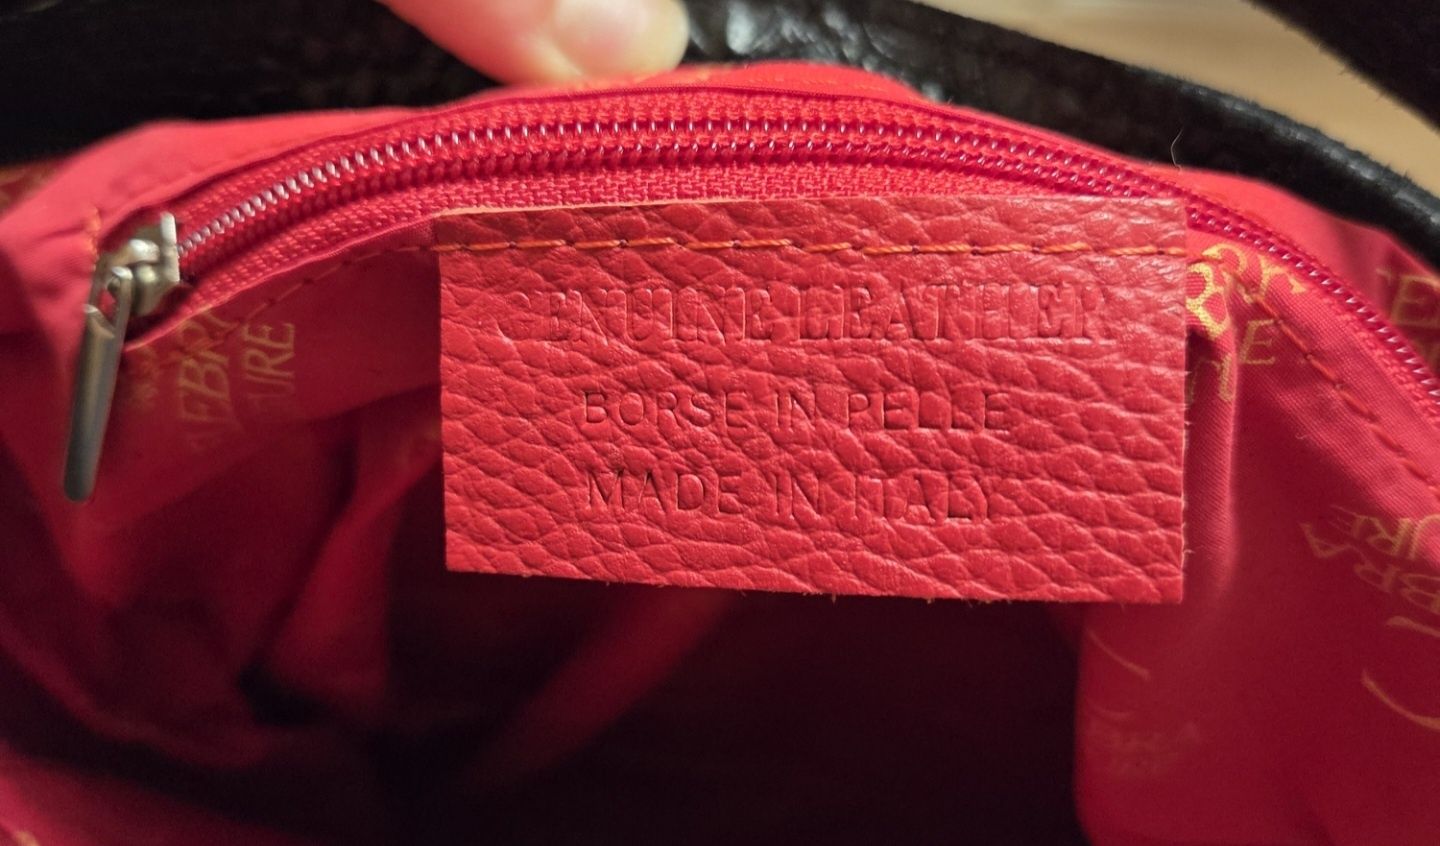 GENUINE LEATHER
BORSE IN PELLE
MADE IN ITALY